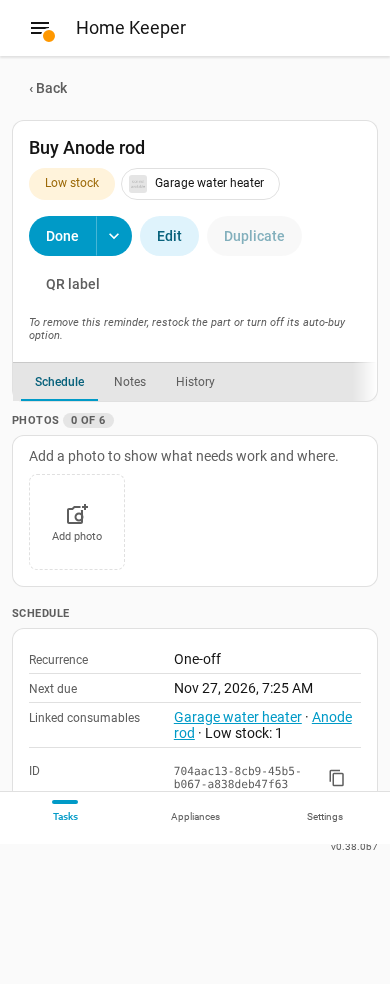 Home Keeper
‹ Back
Buy Anode rod
Low stock
Garage water heater
Done
Edit
Duplicate
QR label
To remove this reminder, restock the part or turn off its auto-buy
option.
Schedule
Notes
History
PHOTOS 0 OF 6
Add a photo to show what needs work and where.
Add photo
SCHEDULE
Recurrence One-off
Next due Nov 27, 2026, 7:25 AM
Linked consumables Garage water heater · Anode
rod · Low stock: 1
ID 704aac13-8cb9-45b5-
b067-a838deb47f63
Tasks
Appliances
Settings
v0.38.0b7